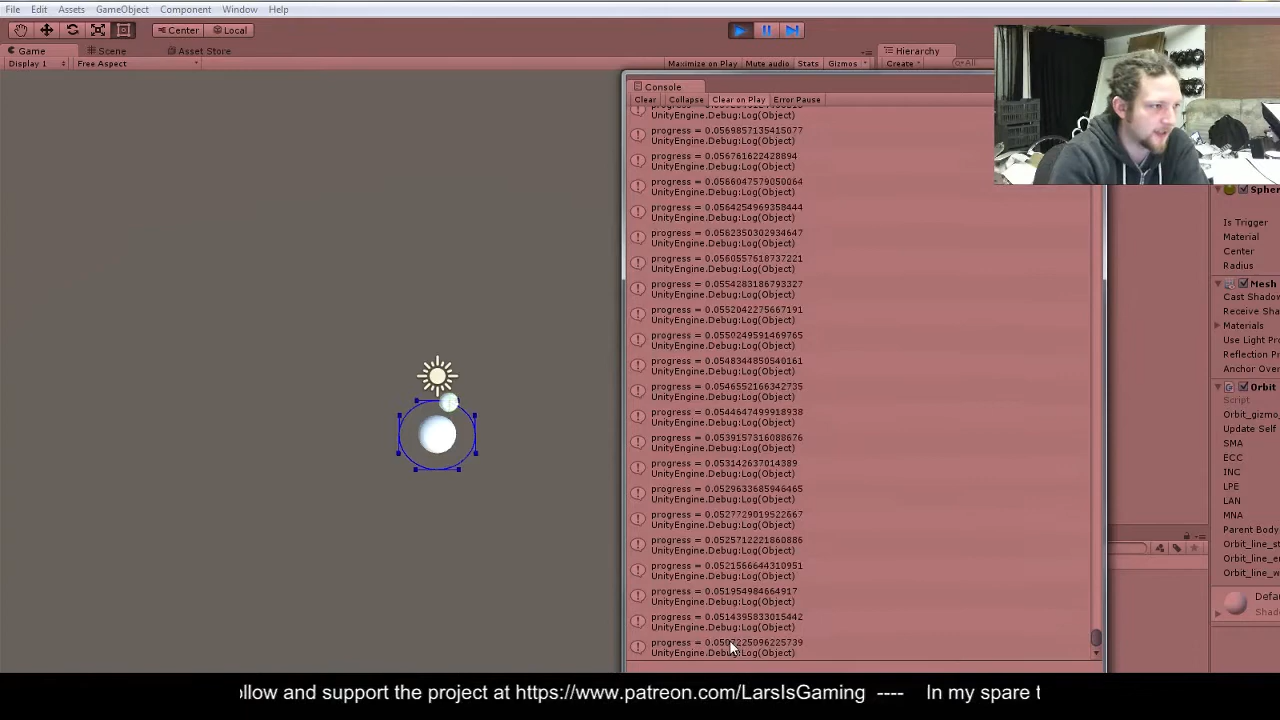 File Edit Assets GameObject Component Window Help
Center Local
Game Scene Asset Store Hierarchy
Display 1 Free Aspect Maximize on Play Mute audio Stats Gizmos Create
Console
Clear Collapse Clear on Play Error Pause
UnityEngine.Debug:Log(Object)
progress = 0.0569857135415077
UnityEngine.Debug:Log(Object)
progress = 0.056761622428894
UnityEngine.Debug:Log(Object)
progress = 0.0566047579050064
UnityEngine.Debug:Log(Object)
progress = 0.0564254969358444
UnityEngine.Debug:Log(Object)
progress = 0.0562350302934647
UnityEngine.Debug:Log(Object)
progress = 0.0560557618737221
UnityEngine.Debug:Log(Object)
progress = 0.0554283186793327
UnityEngine.Debug:Log(Object)
progress = 0.0552042275667191
UnityEngine.Debug:Log(Object)
progress = 0.0550249591469765
UnityEngine.Debug:Log(Object)
progress = 0.0548344850540161
UnityEngine.Debug:Log(Object)
progress = 0.0546552166342735
UnityEngine.Debug:Log(Object)
progress = 0.0544647499918938
UnityEngine.Debug:Log(Object)
progress = 0.0539157316088676
UnityEngine.Debug:Log(Object)
progress = 0.053142637014389
UnityEngine.Debug:Log(Object)
progress = 0.0529633685946465
UnityEngine.Debug:Log(Object)
progress = 0.0527729019522667
UnityEngine.Debug:Log(Object)
progress = 0.0525712221860886
UnityEngine.Debug:Log(Object)
progress = 0.0521566644310951
UnityEngine.Debug:Log(Object)
progress = 0.051954984664917
UnityEngine.Debug:Log(Object)
progress = 0.0514395833015442
UnityEngine.Debug:Log(Object)
progress =
UnityEngine.Debug:Log(Object)
Spher
Is Trigger
Material
Center
Radius
Mesh
Cast Shadow
Receive Sha
Materials
Use Light Pr
Reflection Pr
Anchor Over
Orbit
Script
Orbit_gizmo_
Update Self
SMA
ECC
INC
LPE
LAN
MNA
Parent Body
Orbit_line_st
Orbit_line_e
Orbit_line_w
Defa
Shade
ollow and support the project at https://www.patreon.com/LarsIsGaming ---- In my spare t